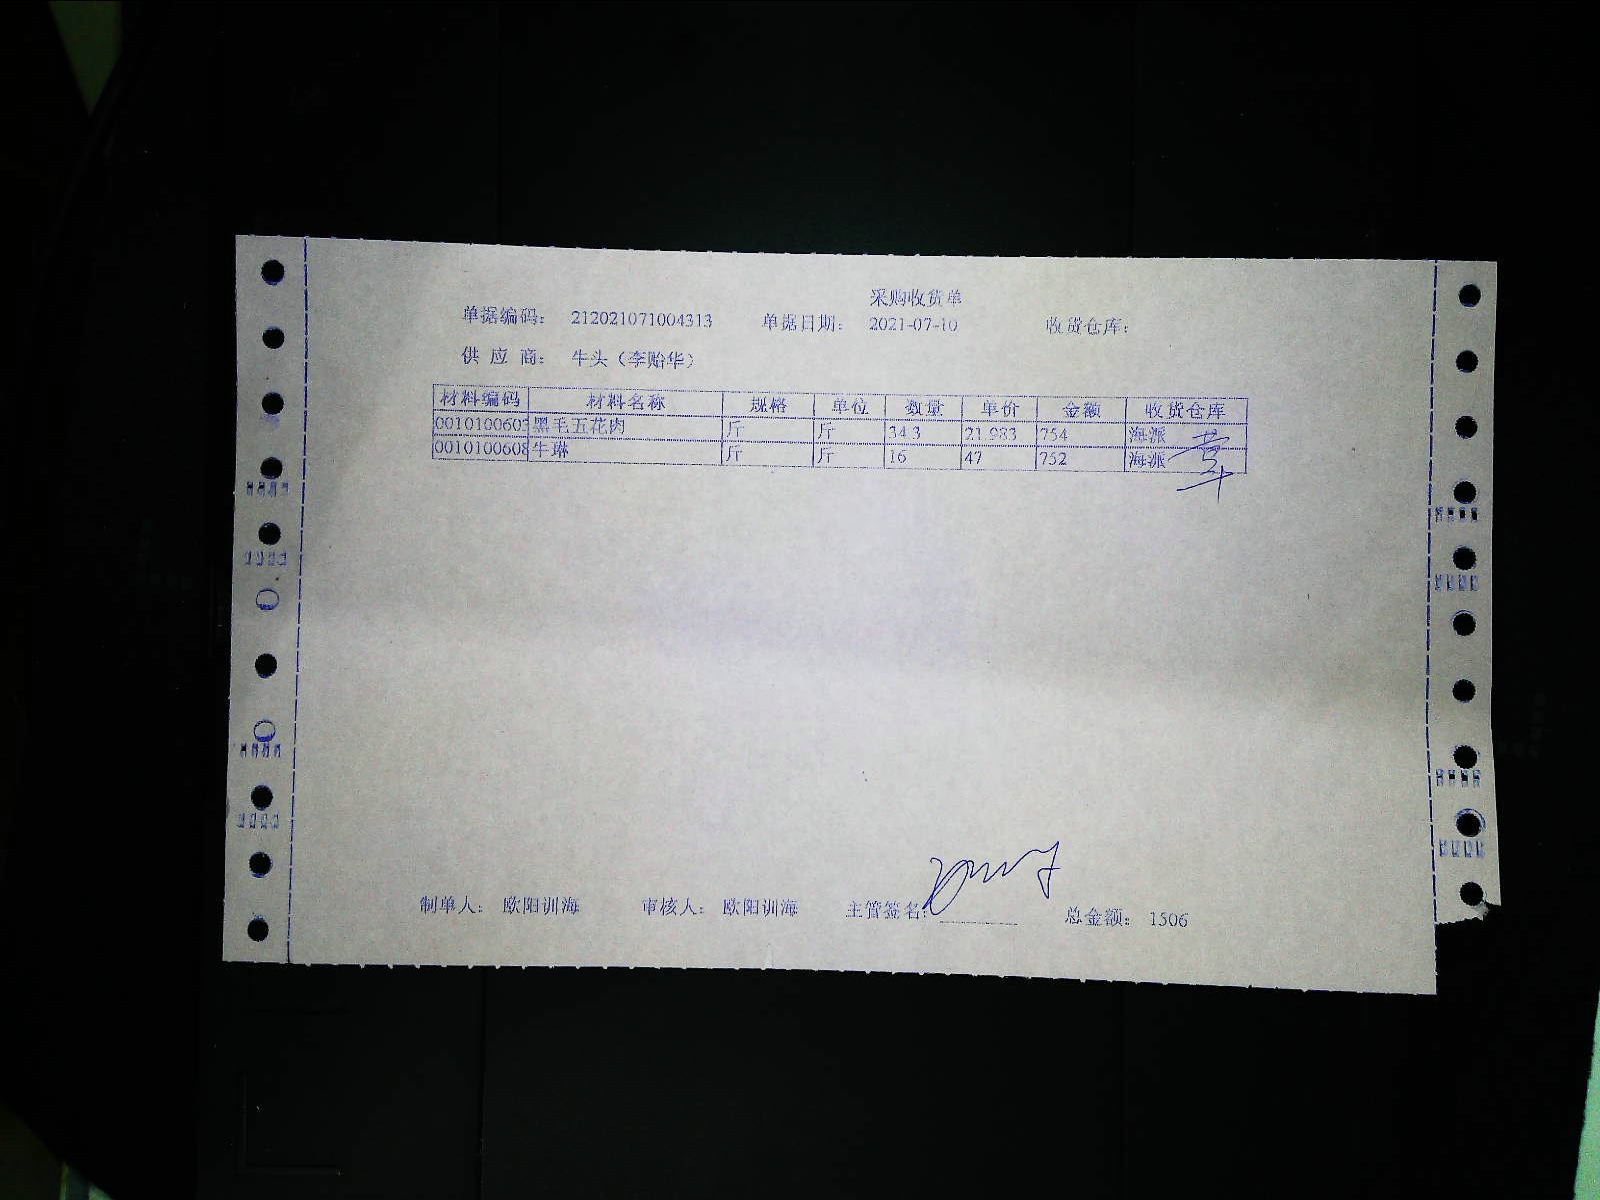 采购收货单
单据编码： 212021071004313 单据日期： 2021-07-10 收货仓库：
供 应 商： 牛头（李贻华）
材料编码 材料名称 规格 单位 数量 单价 金额 收货仓库
0010100603 黑毛五花肉 斤 斤 34.3 21.983 754 海派
0010100608 牛琳 斤 斤 16 47 752 海派
制单人： 欧阳训海 审核人： 欧阳训海 主管签名： 总金额： 1506